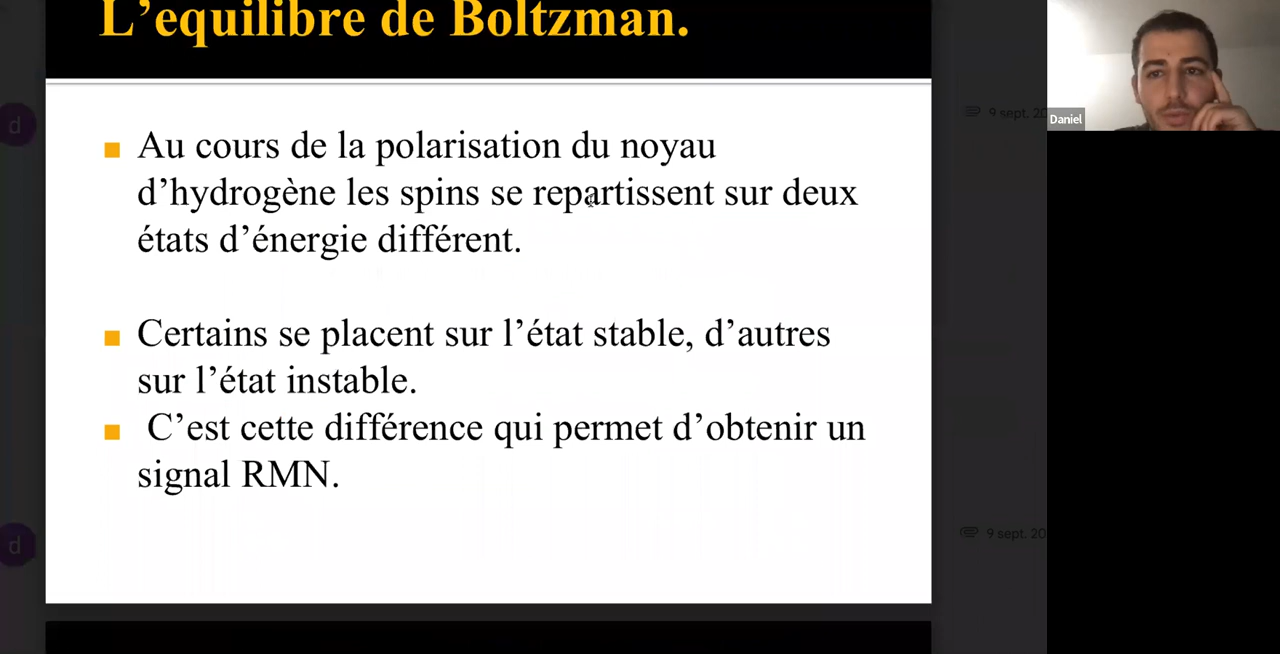 L’equilibre de Boltzman.
Au cours de la polarisation du noyau
d’hydrogène les spins se repartissent sur deux
états d’énergie différent.
Certains se placent sur l’état stable, d’autres
sur l’état instable.
C’est cette différence qui permet d’obtenir un
signal RMN.
d
9 sept. 20
Daniel
d
9 sept. 20